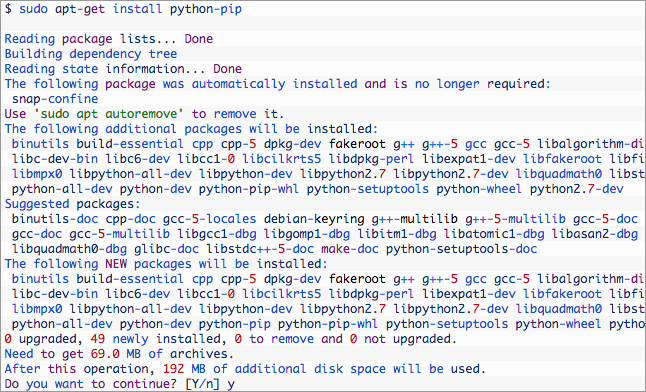 $ sudo apt-get install python-pip
Reading package lists... Done
Building dependency tree
Reading state information... Done
The following package was automatically installed and is no longer required:
snap-confine
Use 'sudo apt autoremove' to remove it.
The following additional packages will be installed:
binutils build-essential cpp cpp-5 dpkg-dev fakeroot g++ g++-5 gcc gcc-5 libalgorithm-di
libc-dev-bin libc6-dev libcc1-0 libcilkrts5 libdpkg-perl libexpat1-dev libfakeroot libfi
libmpx0 libpython-all-dev libpython-dev libpython2.7 libpython2.7-dev libquadmath0 libst
python-all-dev python-dev python-pip-whl python-setuptools python-wheel python2.7-dev
Suggested packages:
binutils-doc cpp-doc gcc-5-locales debian-keyring g++-multilib g++-5-multilib gcc-5-doc
gcc-doc gcc-5-multilib libgcc1-dbg libgomp1-dbg libitm1-dbg libatomic1-dbg libasan2-dbg
libquadmath0-dbg glibc-doc libstdc++-5-doc make-doc python-setuptools-doc
The following NEW packages will be installed:
binutils build-essential cpp cpp-5 dpkg-dev fakeroot g++ g++-5 gcc gcc-5 libalgorithm-di
libc-dev-bin libc6-dev libcc1-0 libcilkrts5 libdpkg-perl libexpat1-dev libfakeroot libfi
libmpx0 libpython-all-dev libpython-dev libpython2.7 libpython2.7-dev libquadmath0 libst
python-all-dev python-dev python-pip python-pip-whl python-setuptools python-wheel pytho
0 upgraded, 49 newly installed, 0 to remove and 0 not upgraded.
Need to get 69.0 MB of archives.
After this operation, 192 MB of additional disk space will be used.
Do you want to continue? [Y/n] y